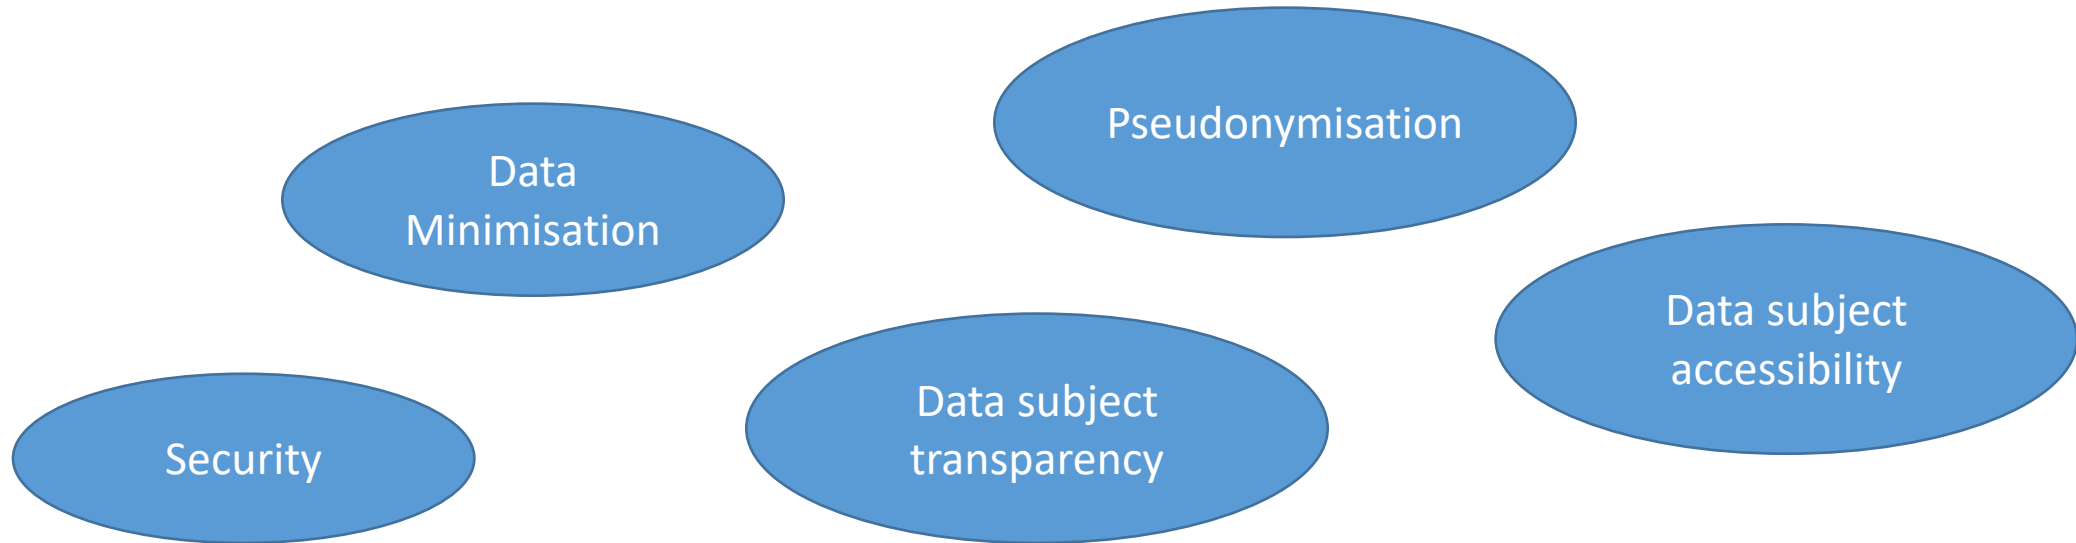 Pseudonymisation
Data
Minimisation
Data subject
accessibility
Data subject
transparency
Security